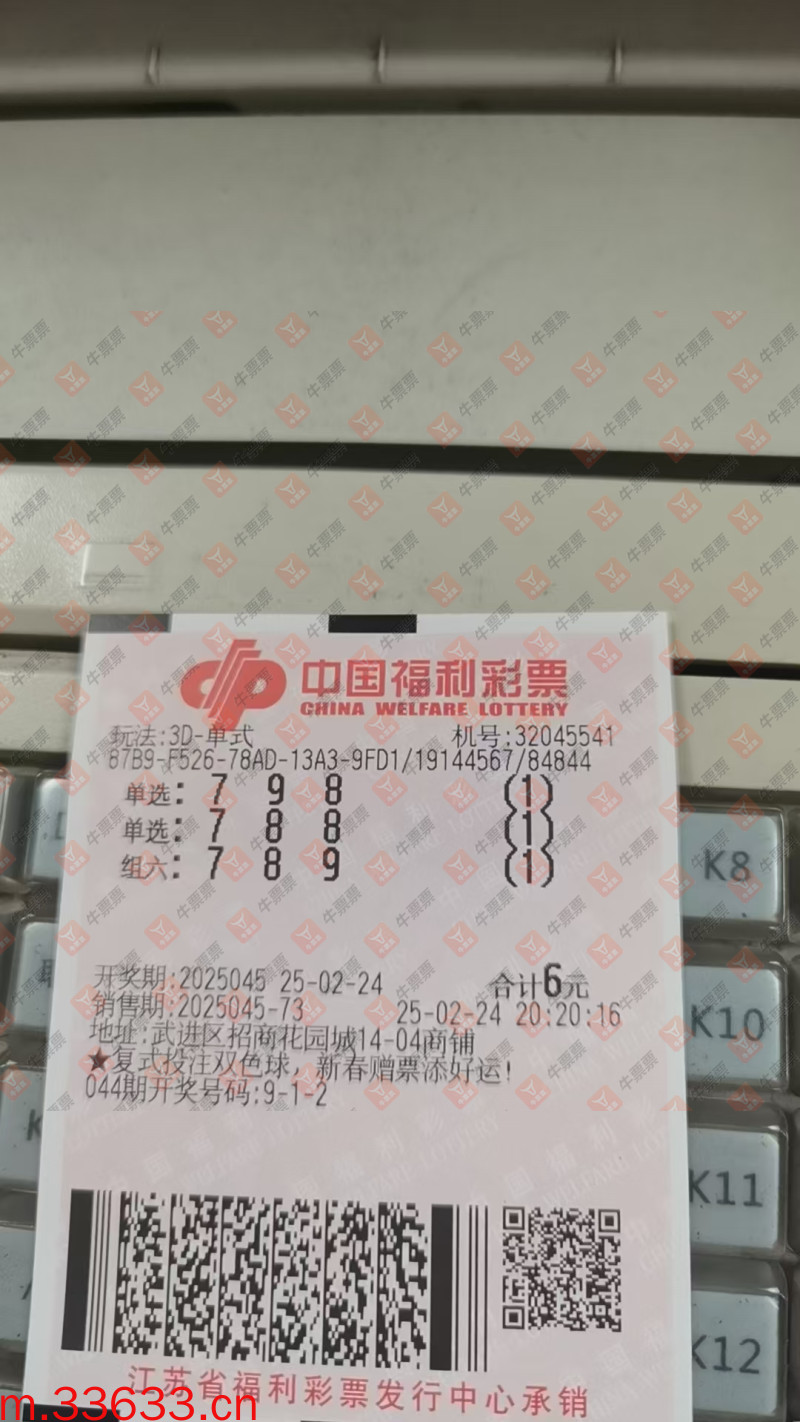 中国福利彩票
CHINA WELFARE LOTTERY
玩法:3D-单式 机号:32045541
87B9-F526-78AD-13A3-9FD1/19144567/84844
单选: 7 9 8 (1)
单选: 7 8 8 (1)
组六: 7 8 9 (1)
开奖期:2025045 25-02-24 合计6元
销售期:2025045-73 25-02-24 20:20:16
地址:武进区招商花园城14-04商铺
★复式投注双色球，新春赠票添好运!
044期开奖号码:9-1-2
江苏省福利彩票发行中心承销
K8
K10
K11
K12
牛票票
m.33633.cn